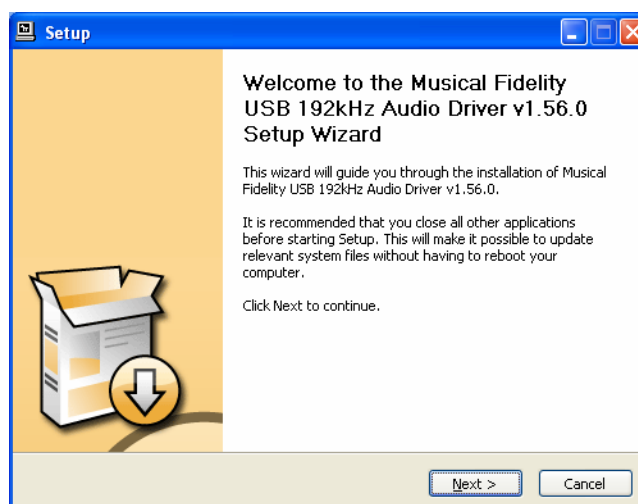 Setup
Welcome to the Musical Fidelity
USB 192kHz Audio Driver v1.56.0
Setup Wizard
This wizard will guide you through the installation of Musical
Fidelity USB 192kHz Audio Driver v1.56.0.
It is recommended that you close all other applications
before starting Setup. This will make it possible to update
relevant system files without having to reboot your
computer.
Click Next to continue.
Next >
Cancel